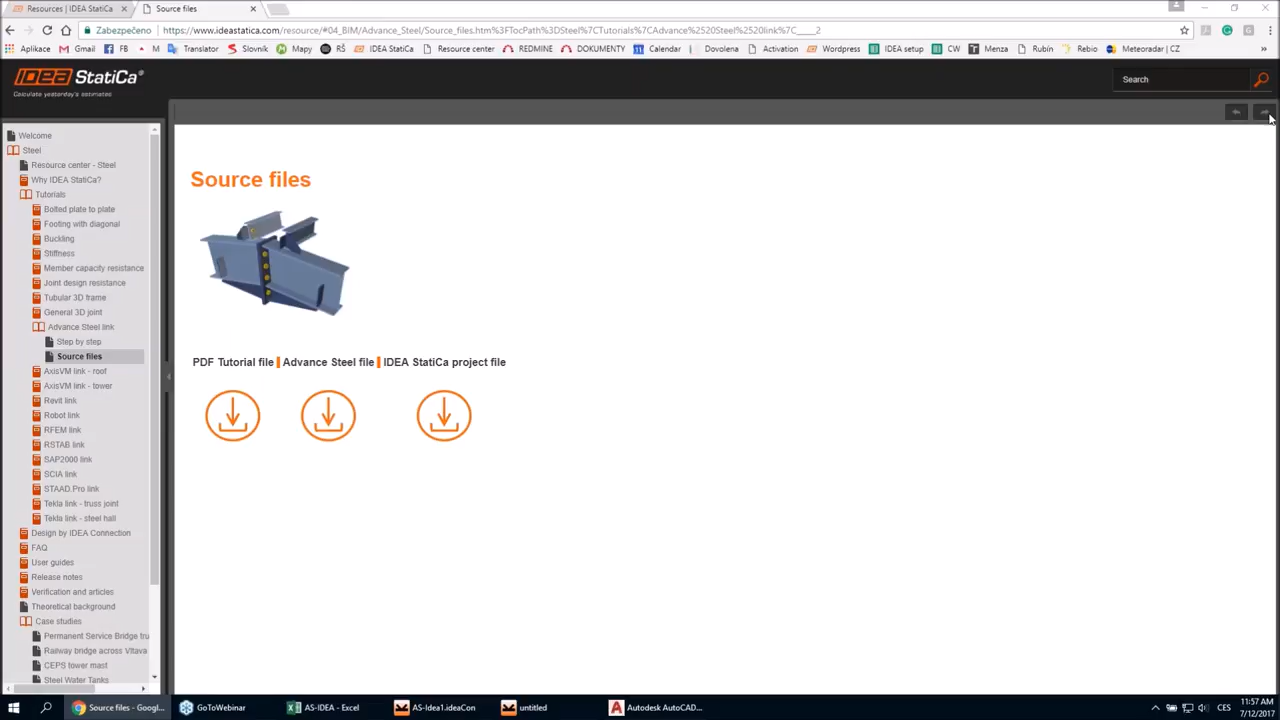 Resources | IDEA StatiCa
Source files
Zabezpečeno
https://www.ideastatica.com/resource/#04_BIM/Advance_Steel/Source_files.htm%3FTocPath%3DSteel%7CTutorials%7CAdvance%2520Steel%2520link%7C____2
Aplikace
Gmail
FB
M
Translator
Slovník
Mapy
RŠ
IDEA StatiCa
Resource center
REDMINE
DOKUMENTY
Calendar
Dovolena
Activation
Wordpress
IDEA setup
CW
Menza
Rubín
Rebio
Meteoradar | CZ
IDEA StatiCa®
Calculate yesterday's estimates
Search
Welcome
Steel
Resource center - Steel
Why IDEA StatiCa?
Tutorials
Bolted plate to plate
Footing with diagonal
Buckling
Stiffness
Member capacity resistance
Joint design resistance
Tubular 3D frame
General 3D joint
Advance Steel link
Step by step
Source files
AxisVM link - roof
AxisVM link - tower
Revit link
Robot link
RFEM link
RSTAB link
SAP2000 link
SCIA link
STAAD.Pro link
Tekla link - truss joint
Tekla link - steel hall
Design by IDEA Connection
FAQ
User guides
Release notes
Verification and articles
Theoretical background
Case studies
Permanent Service Bridge tru
Railway bridge across Vltava
CEPS tower mast
Steel Water Tanks
Source files
PDF Tutorial file | Advance Steel file | IDEA StatiCa project file
Source files - Googl...
GoToWebinar
AS-IDEA - Excel
AS-Idea1.ideaCon
untitled
Autodesk AutoCAD...
CES
11:57 AM
7/12/2017